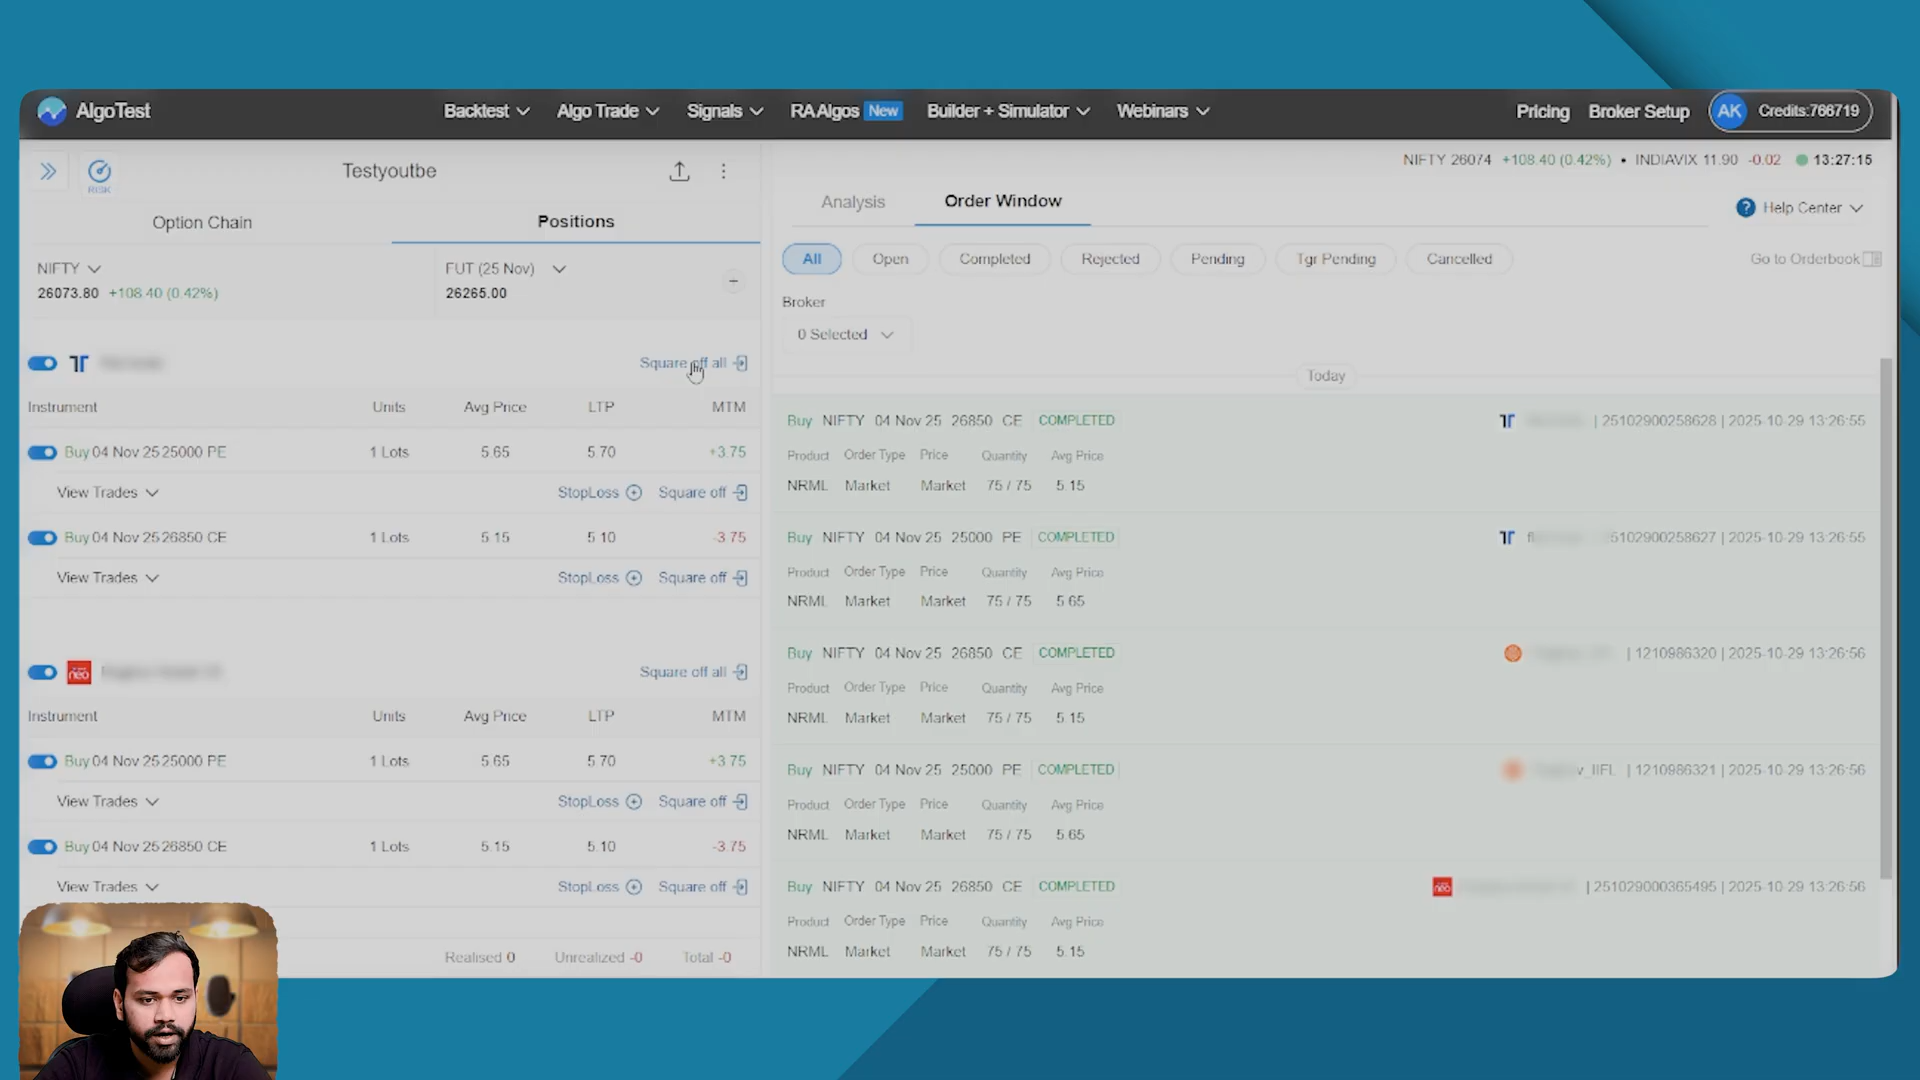 AlgoTest
Backtest
Algo Trade
Signals
RA Algos New
Builder + Simulator
Webinars
Pricing
Broker Setup
AK Credits:766719
RISK
Testyoutbe
NIFTY 26074 +108.40 (0.42%) • INDIAVIX 11.90 -0.02 13:27:15
Option Chain
Positions
Analysis
Order Window
? Help Center
NIFTY
26073.80 +108.40 (0.42%)
FUT (25 Nov)
26265.00
All
Open
Completed
Rejected
Pending
Tgr Pending
Cancelled
Go to Orderbook
Broker
0 Selected
Square off all
Instrument Units Avg Price LTP MTM
Buy 04 Nov 25 25000 PE 1 Lots 5.65 5.70 +3.75
View Trades StopLoss Square off
Buy 04 Nov 25 26850 CE 1 Lots 5.15 5.10 -3.75
View Trades StopLoss Square off
neo
Square off all
Instrument Units Avg Price LTP MTM
Buy 04 Nov 25 25000 PE 1 Lots 5.65 5.70 +3.75
View Trades StopLoss Square off
Buy 04 Nov 25 26850 CE 1 Lots 5.15 5.10 -3.75
View Trades StopLoss Square off
Realised 0 Unrealized -0 Total -0
Today
Buy NIFTY 04 Nov 25 26850 CE COMPLETED | 25102900258628 | 2025-10-29 13:26:55
Product Order Type Price Quantity Avg Price
NRML Market Market 75 / 75 5.15
Buy NIFTY 04 Nov 25 25000 PE COMPLETED 5102900258627 | 2025-10-29 13:26:55
Product Order Type Price Quantity Avg Price
NRML Market Market 75 / 75 5.65
Buy NIFTY 04 Nov 25 26850 CE COMPLETED | 1210986320 | 2025-10-29 13:26:56
Product Order Type Price Quantity Avg Price
NRML Market Market 75 / 75 5.15
Buy NIFTY 04 Nov 25 25000 PE COMPLETED v_IIFL | 1210986321 | 2025-10-29 13:26:56
Product Order Type Price Quantity Avg Price
NRML Market Market 75 / 75 5.65
Buy NIFTY 04 Nov 25 26850 CE COMPLETED neo | 251029000365495 | 2025-10-29 13:26:56
Product Order Type Price Quantity Avg Price
NRML Market Market 75 / 75 5.15